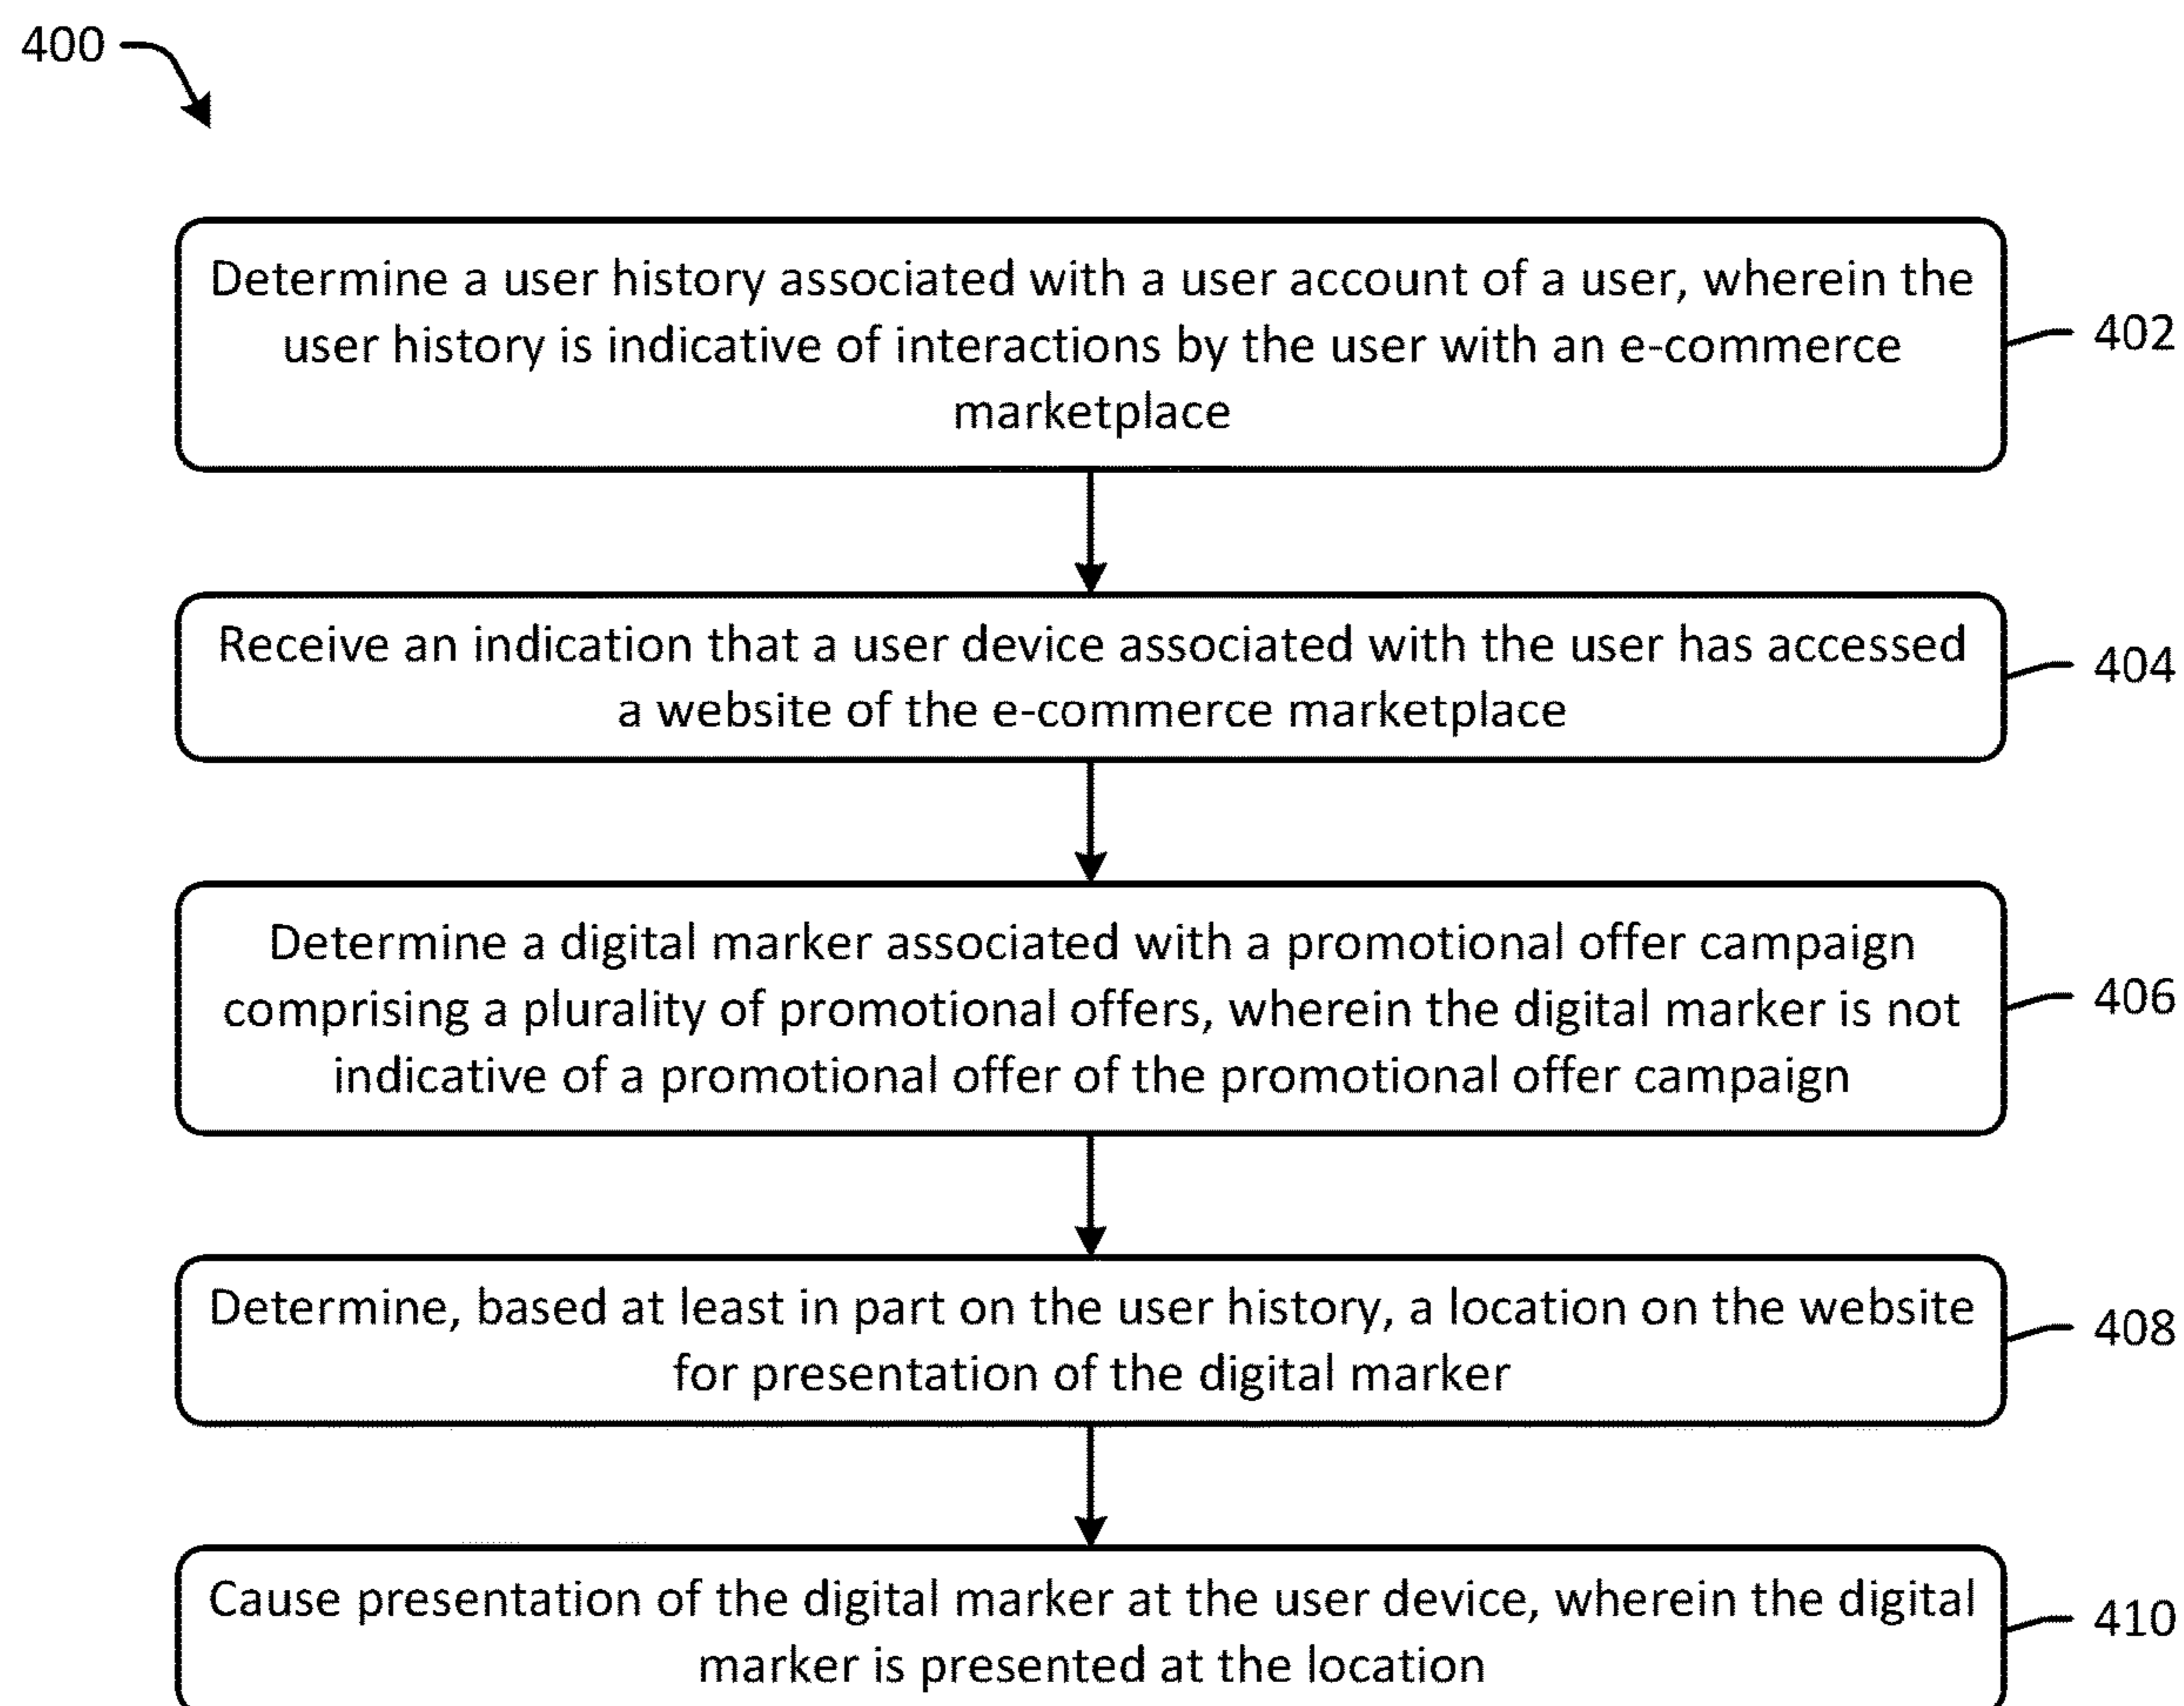 400
Determine a user history associated with a user account of a user, wherein the
user history is indicative of interactions by the user with an e-commerce
marketplace
402
Receive an indication that a user device associated with the user has accessed
a website of the e-commerce marketplace
404
Determine a digital marker associated with a promotional offer campaign
comprising a plurality of promotional offers, wherein the digital marker is not
indicative of a promotional offer of the promotional offer campaign
406
Determine, based at least in part on the user history, a location on the website
for presentation of the digital marker
408
Cause presentation of the digital marker at the user device, wherein the digital
marker is presented at the location
410